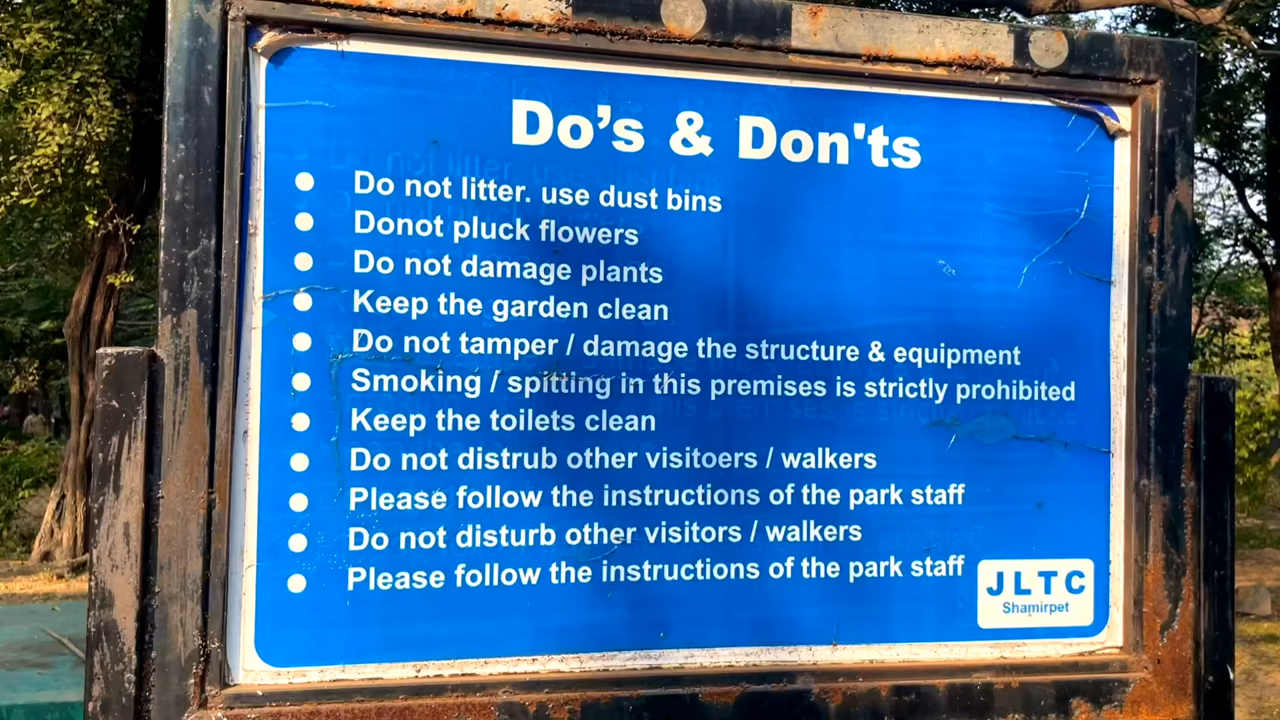 Do’s & Don'ts
● Do not litter. use dust bins
● Donot pluck flowers
● Do not damage plants
● Keep the garden clean
● Do not tamper / damage the structure & equipment
● Smoking / spitting in this premises is strictly prohibited
● Keep the toilets clean
● Do not distrub other visitoers / walkers
● Please follow the instructions of the park staff
● Do not disturb other visitors / walkers
● Please follow the instructions of the park staff
JLTC
Shamirpet